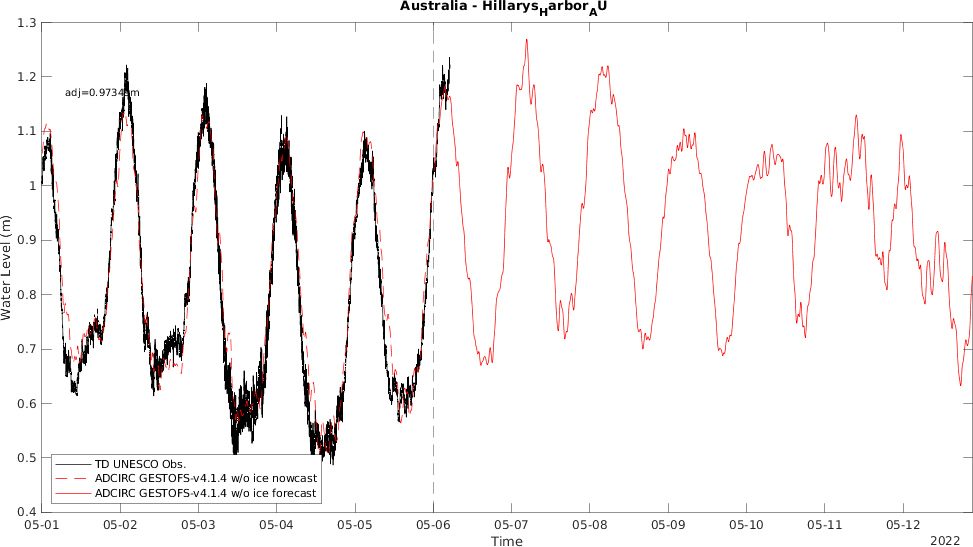 Australia - HillarysHarborAU
1.3
1.2
adj=0.9734 m
1.1
1
0.9
0.8
0.7
0.6
0.5
0.4
Water Level (m)
TD UNESCO Obs.
ADCIRC GESTOFS-v4.1.4 w/o ice nowcast
ADCIRC GESTOFS-v4.1.4 w/o ice forecast
05-01 05-02 05-03 05-04 05-05 05-06 05-07 05-08 05-09 05-10 05-11 05-12
Time
2022